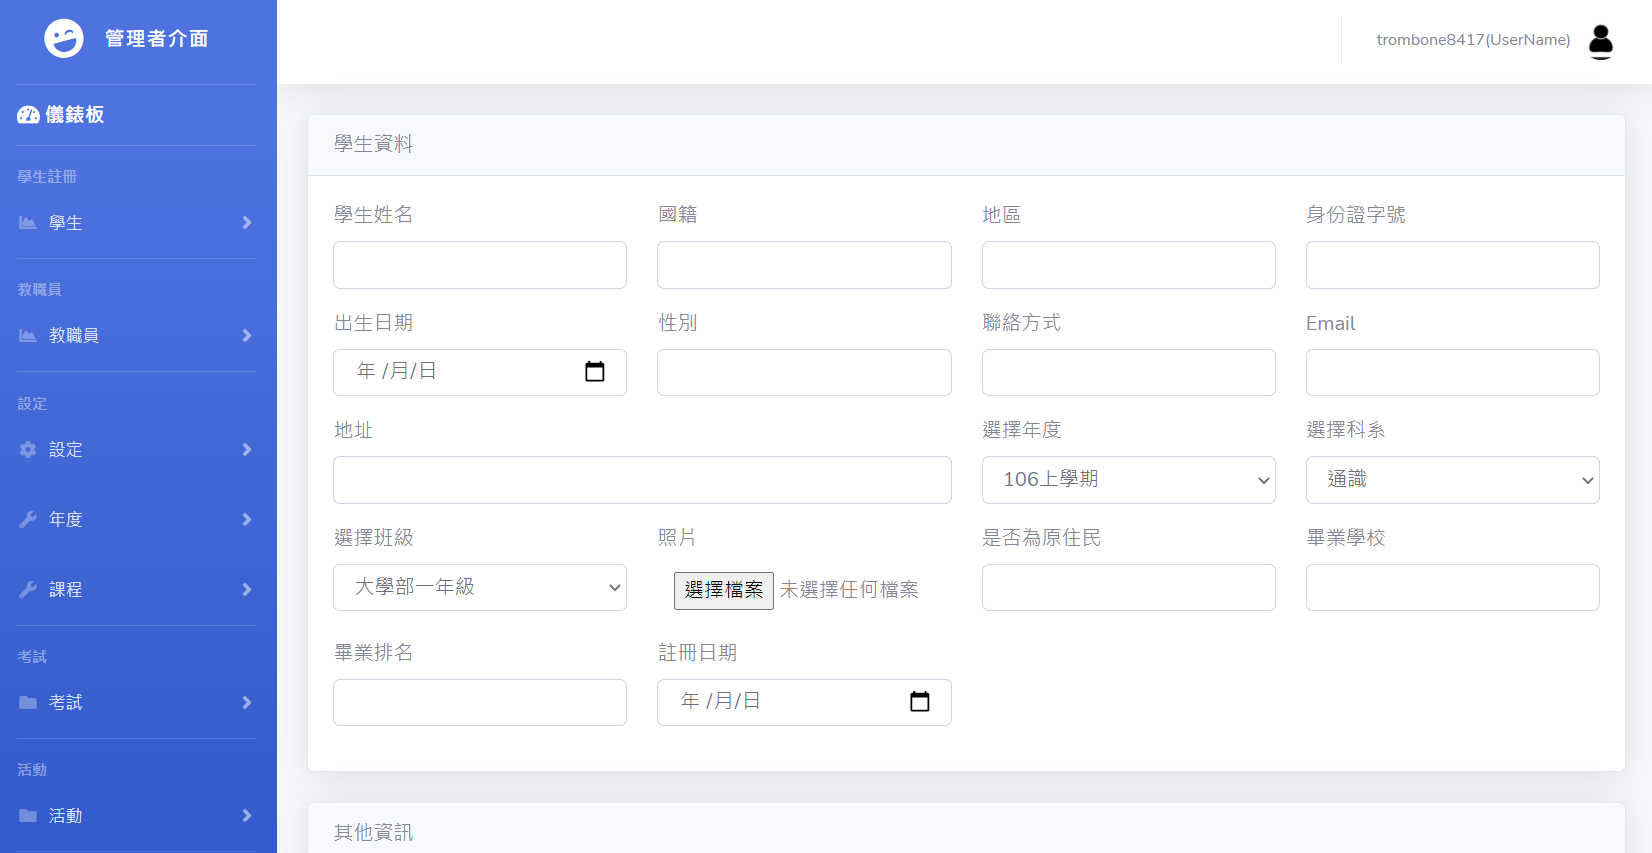 管理者介面
trombone8417(UserName)
儀錶板
學生註冊
學生
教職員
教職員
設定
設定
年度
課程
考試
考試
活動
活動
學生資料
學生姓名 國籍 地區 身份證字號
出生日期 性別 聯絡方式 Email
年 /月/日
地址 選擇年度 選擇科系
106上學期 通識
選擇班級 照片 是否為原住民 畢業學校
大學部一年級 選擇檔案 未選擇任何檔案
畢業排名 註冊日期
年 /月/日
其他資訊